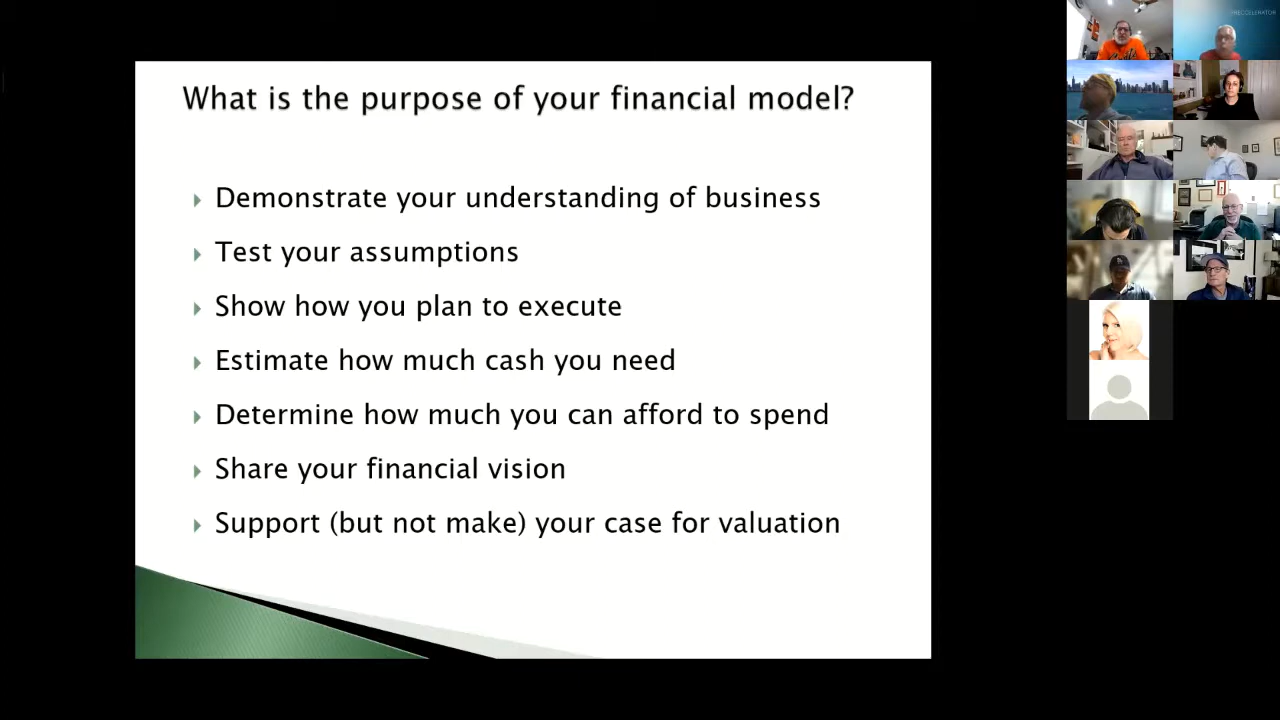 What is the purpose of your financial model?
Demonstrate your understanding of business
Test your assumptions
Show how you plan to execute
Estimate how much cash you need
Determine how much you can afford to spend
Share your financial vision
Support (but not make) your case for valuation